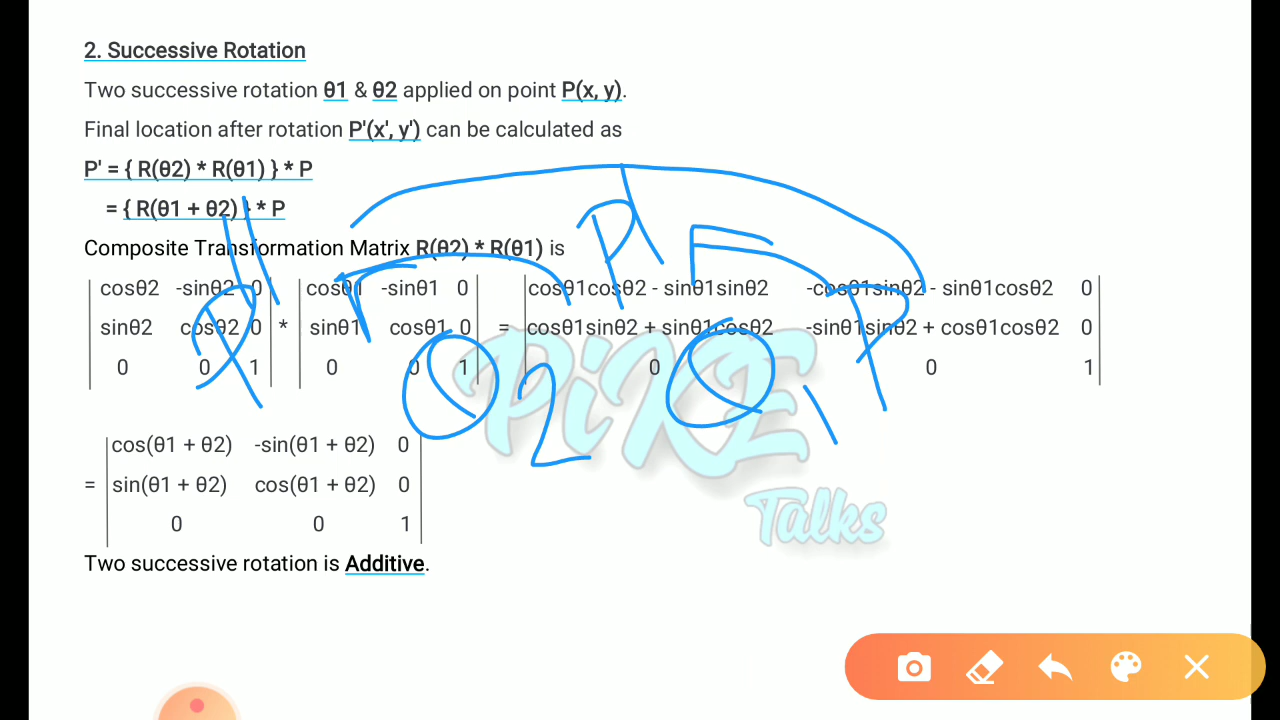 2. Successive Rotation
Two successive rotation θ1 & θ2 applied on point P(x, y).
Final location after rotation P'(x', y') can be calculated as
P' = { R(θ2) * R(θ1) } * P
= { R(θ1 + θ2) } * P
Composite Transformation Matrix R(θ2) * R(θ1) is
cosθ2 -sinθ2 0 cosθ1 -sinθ1 0 cosθ1cosθ2 - sinθ1sinθ2 -cosθ1sinθ2 - sinθ1cosθ2 0
sinθ2 cosθ2 0 * sinθ1 cosθ1 0 = cosθ1sinθ2 + sinθ1cosθ2 -sinθ1sinθ2 + cosθ1cosθ2 0
0 0 1 0 0 1 0 0 1
cos(θ1 + θ2) -sin(θ1 + θ2) 0
= sin(θ1 + θ2) cos(θ1 + θ2) 0
0 0 1
Two successive rotation is Additive.
PiKE
Talks